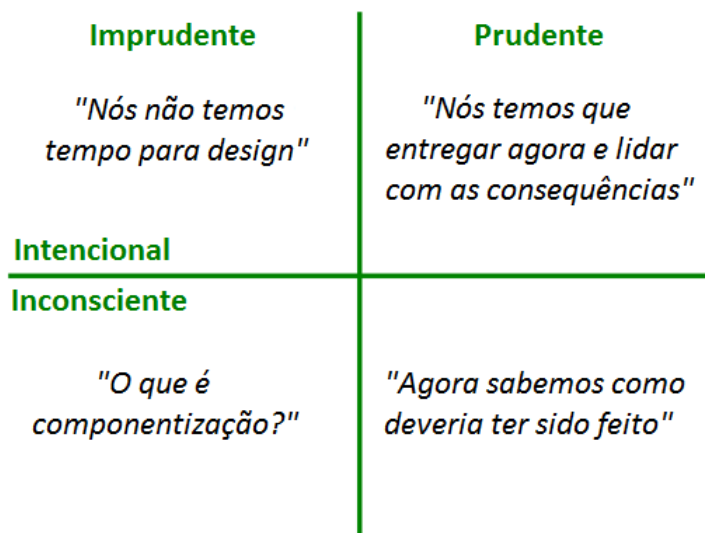 Imprudente
Prudente
"Nós não temos
tempo para design"
"Nós temos que
entregar agora e lidar
com as consequências"
Intencional
Inconsciente
"O que é
componentização?"
"Agora sabemos como
deveria ter sido feito"